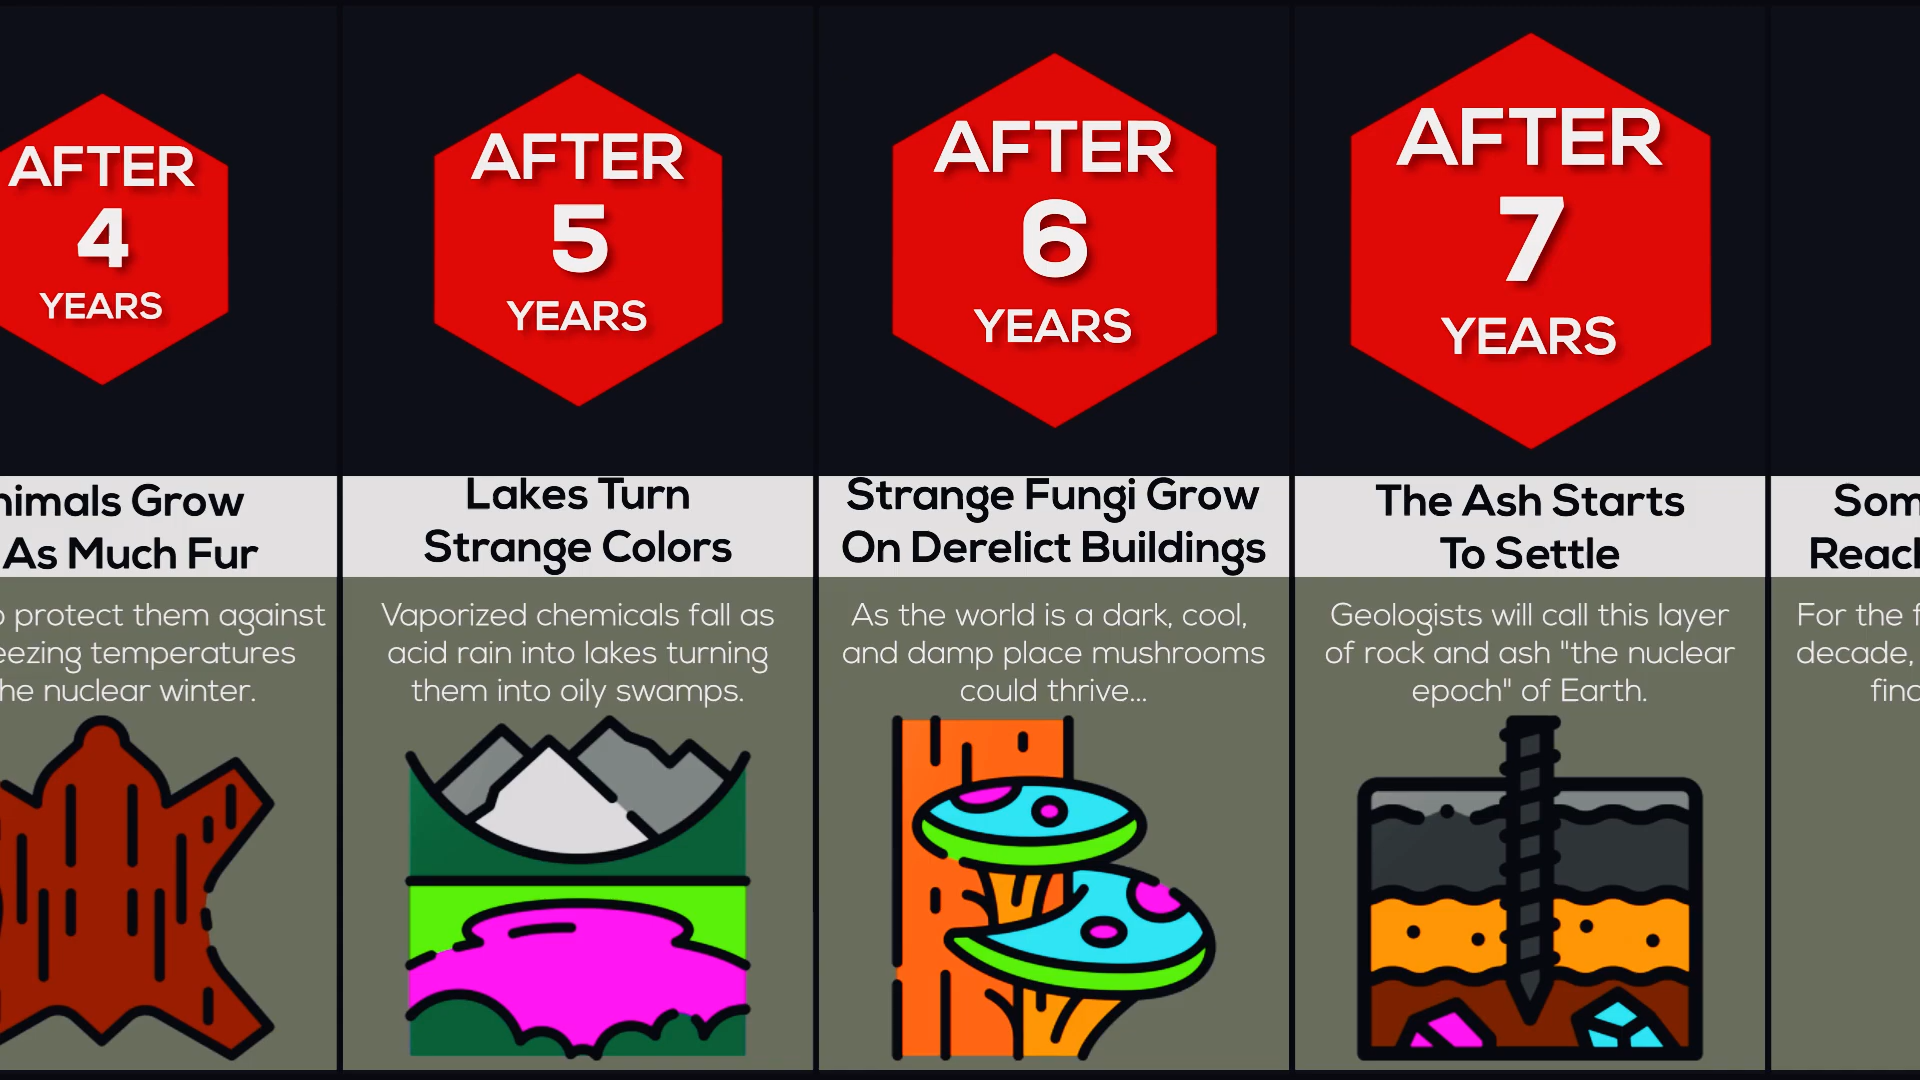 AFTER
4
YEARS
nimals Grow
As Much Fur
protect them against
eezing temperatures
he nuclear winter.
AFTER
5
YEARS
Lakes Turn
Strange Colors
Vaporized chemicals fall as
acid rain into lakes turning
them into oily swamps.
AFTER
6
YEARS
Strange Fungi Grow
On Derelict Buildings
As the world is a dark, cool,
and damp place mushrooms
could thrive...
AFTER
7
YEARS
The Ash Starts
To Settle
Geologists will call this layer
of rock and ash "the nuclear
epoch" of Earth.
Som
Reach
For the f
decade,
fin